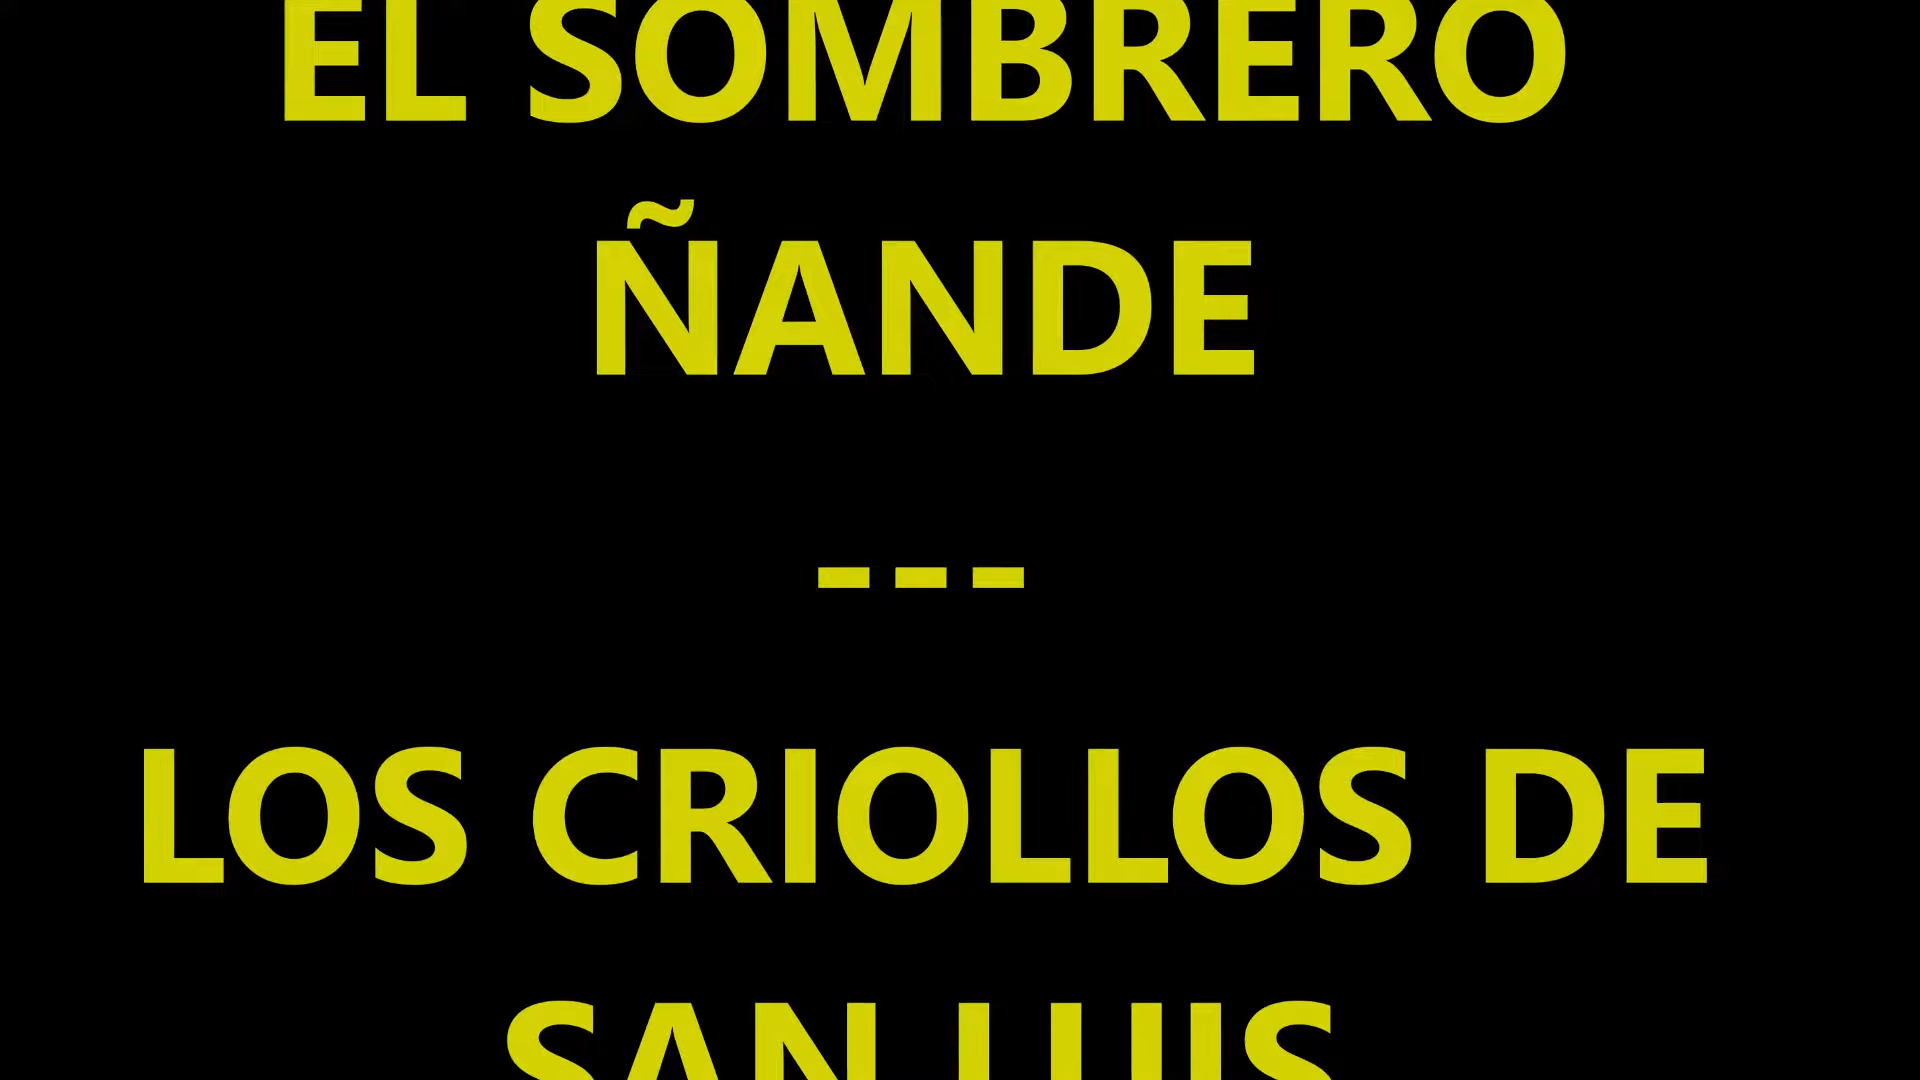 EL SOMBRERO
ÑANDE
---
LOS CRIOLLOS DE
SAN LUIS